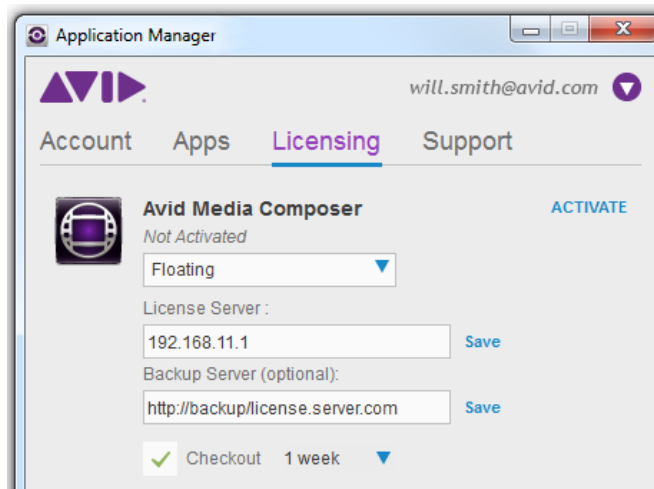 Application Manager
AVID
will.smith@avid.com
Account Apps Licensing Support
Avid Media Composer
ACTIVATE
Not Activated
Floating
License Server :
192.168.11.1 Save
Backup Server (optional):
http://backup/license.server.com Save
Checkout 1 week